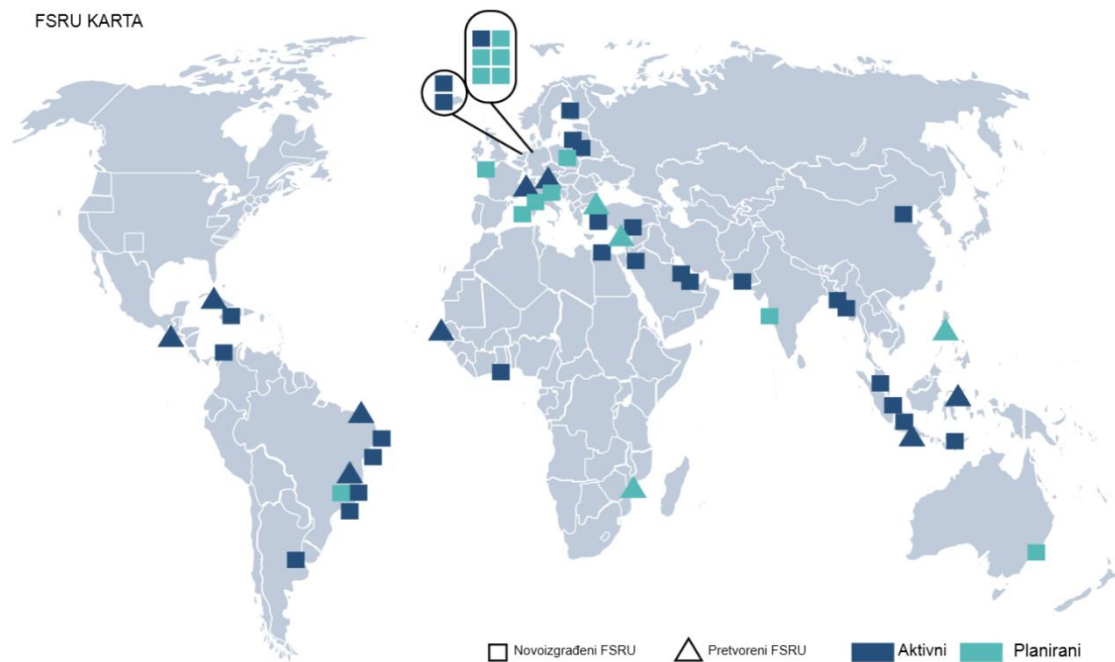 FSRU KARTA
Novoizgrađeni FSRU
Pretvoreni FSRU
Aktivni
Planirani